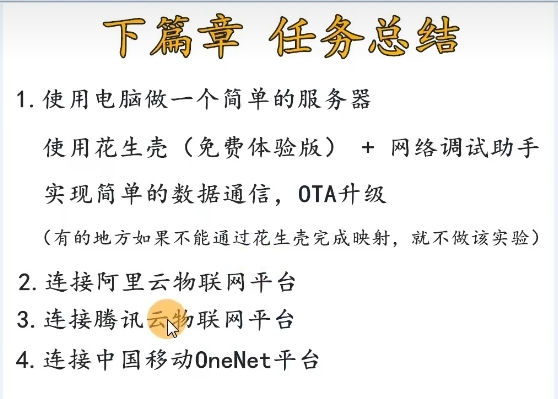 下篇章 任务总结
1.使用电脑做一个简单的服务器
使用花生壳（免费体验版） + 网络调试助手
实现简单的数据通信，OTA升级
（有的地方如果不能通过花生壳完成映射，就不做该实验）
2.连接阿里云物联网平台
3.连接腾讯云物联网平台
4.连接中国移动OneNet平台